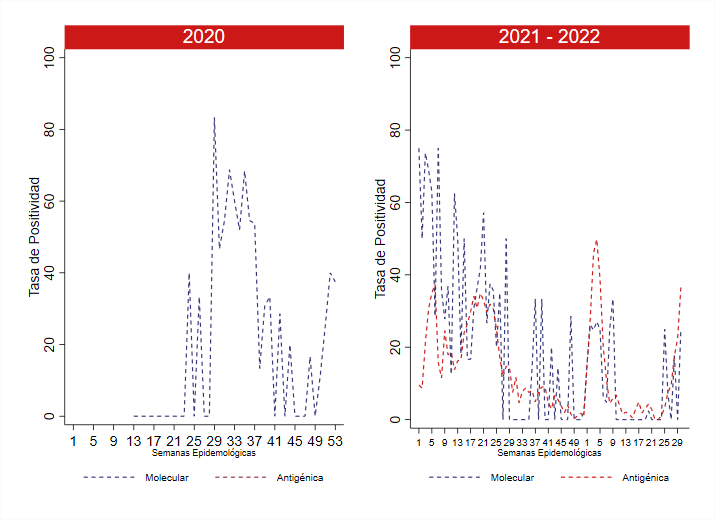 2020
Tasa de Positividad
100
80
60
40
20
0
1 5 9 13 17 21 25 29 33 37 41 45 49 53
Semanas Epidemológicas
Molecular Antigénica
2021 - 2022
Tasa de Positividad
100
80
60
40
20
0
1 5 9 13 17 21 25 29 33 37 41 45 49 1 5 9 13 17 21 25 29
Semanas Epidemológicas
Molecular Antigénica